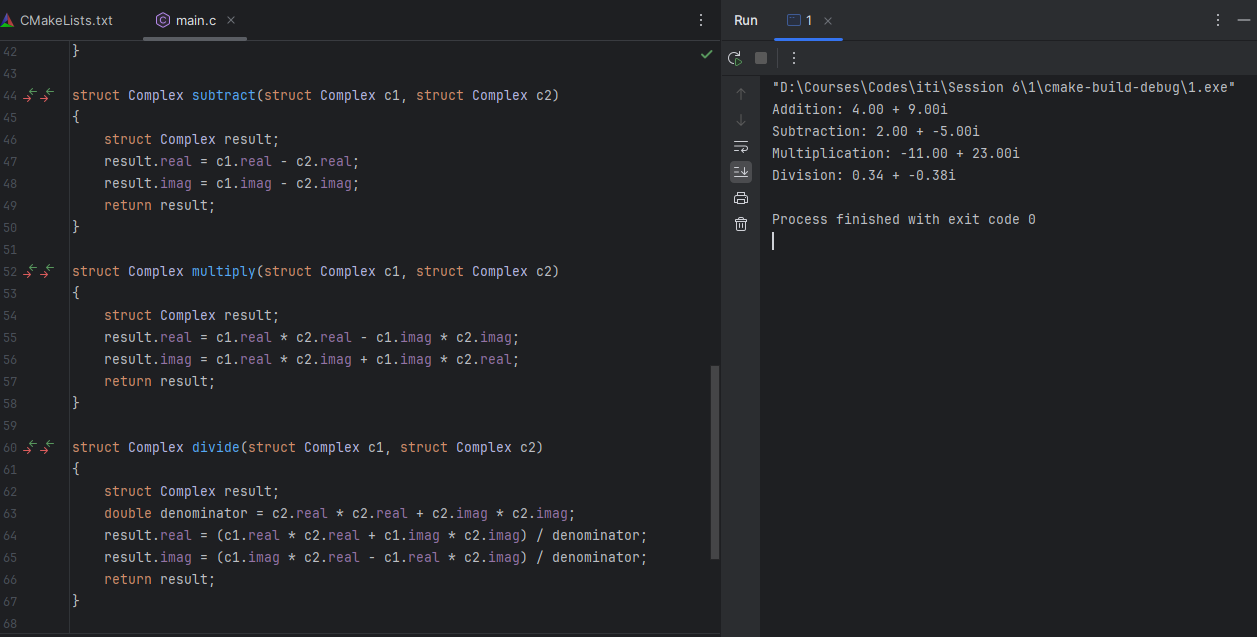 CMakeLists.txt main.c
42 }
43
44 struct Complex subtract(struct Complex c1, struct Complex c2)
45 {
46     struct Complex result;
47     result.real = c1.real - c2.real;
48     result.imag = c1.imag - c2.imag;
49     return result;
50 }
51
52 struct Complex multiply(struct Complex c1, struct Complex c2)
53 {
54     struct Complex result;
55     result.real = c1.real * c2.real - c1.imag * c2.imag;
56     result.imag = c1.real * c2.imag + c1.imag * c2.real;
57     return result;
58 }
59
60 struct Complex divide(struct Complex c1, struct Complex c2)
61 {
62     struct Complex result;
63     double denominator = c2.real * c2.real + c2.imag * c2.imag;
64     result.real = (c1.real * c2.real + c1.imag * c2.imag) / denominator;
65     result.imag = (c1.imag * c2.real - c1.real * c2.imag) / denominator;
66     return result;
67 }
68
Run 1
"D:\Courses\Codes\iti\Session 6\1\cmake-build-debug\1.exe"
Addition: 4.00 + 9.00i
Subtraction: 2.00 + -5.00i
Multiplication: -11.00 + 23.00i
Division: 0.34 + -0.38i
Process finished with exit code 0